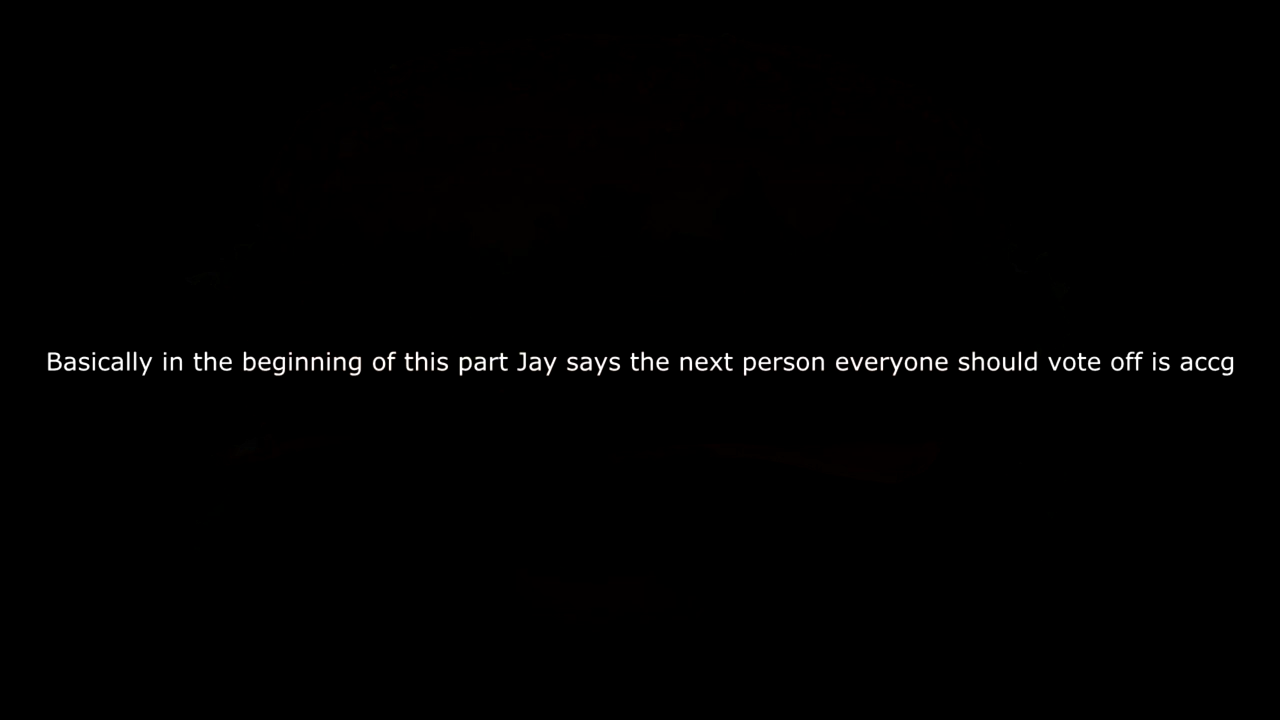 Basically in the beginning of this part Jay says the next person everyone should vote off is accg